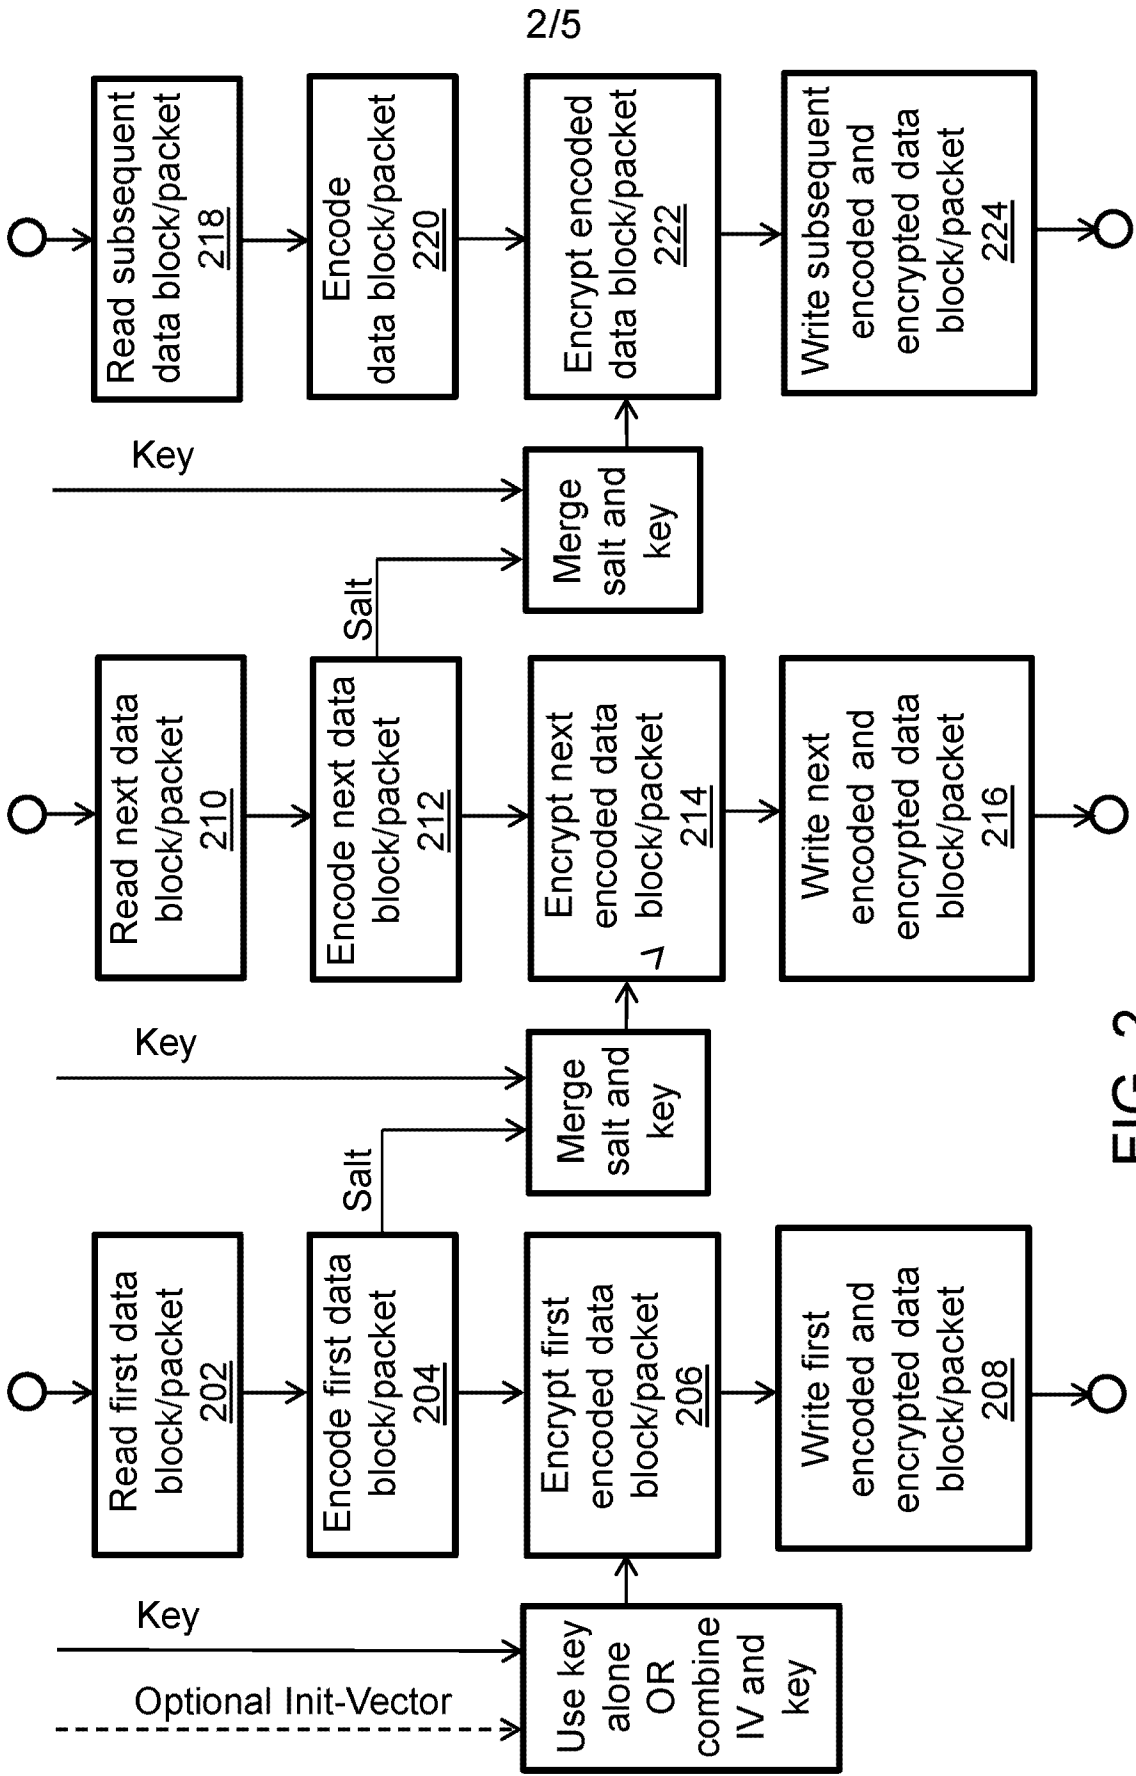 2/5
Optional Init-Vector
Key
Use key
alone
OR
combine
IV and
key
Read first data
block/packet
202
Encode first data
block/packet
204
Salt
Encrypt first
encoded data
block/packet
206
Write first
encoded and
encrypted data
block/packet
208
Key
Merge
salt and
key
Read next data
block/packet
210
Encode next data
block/packet
212
Salt
Encrypt next
encoded data
block/packet
214
Write next
encoded and
encrypted data
block/packet
216
Key
Merge
salt and
key
Read subsequent
data block/packet
218
Encode
data block/packet
220
Encrypt encoded
data block/packet
222
Write subsequent
encoded and
encrypted data
block/packet
224
FIG. 2